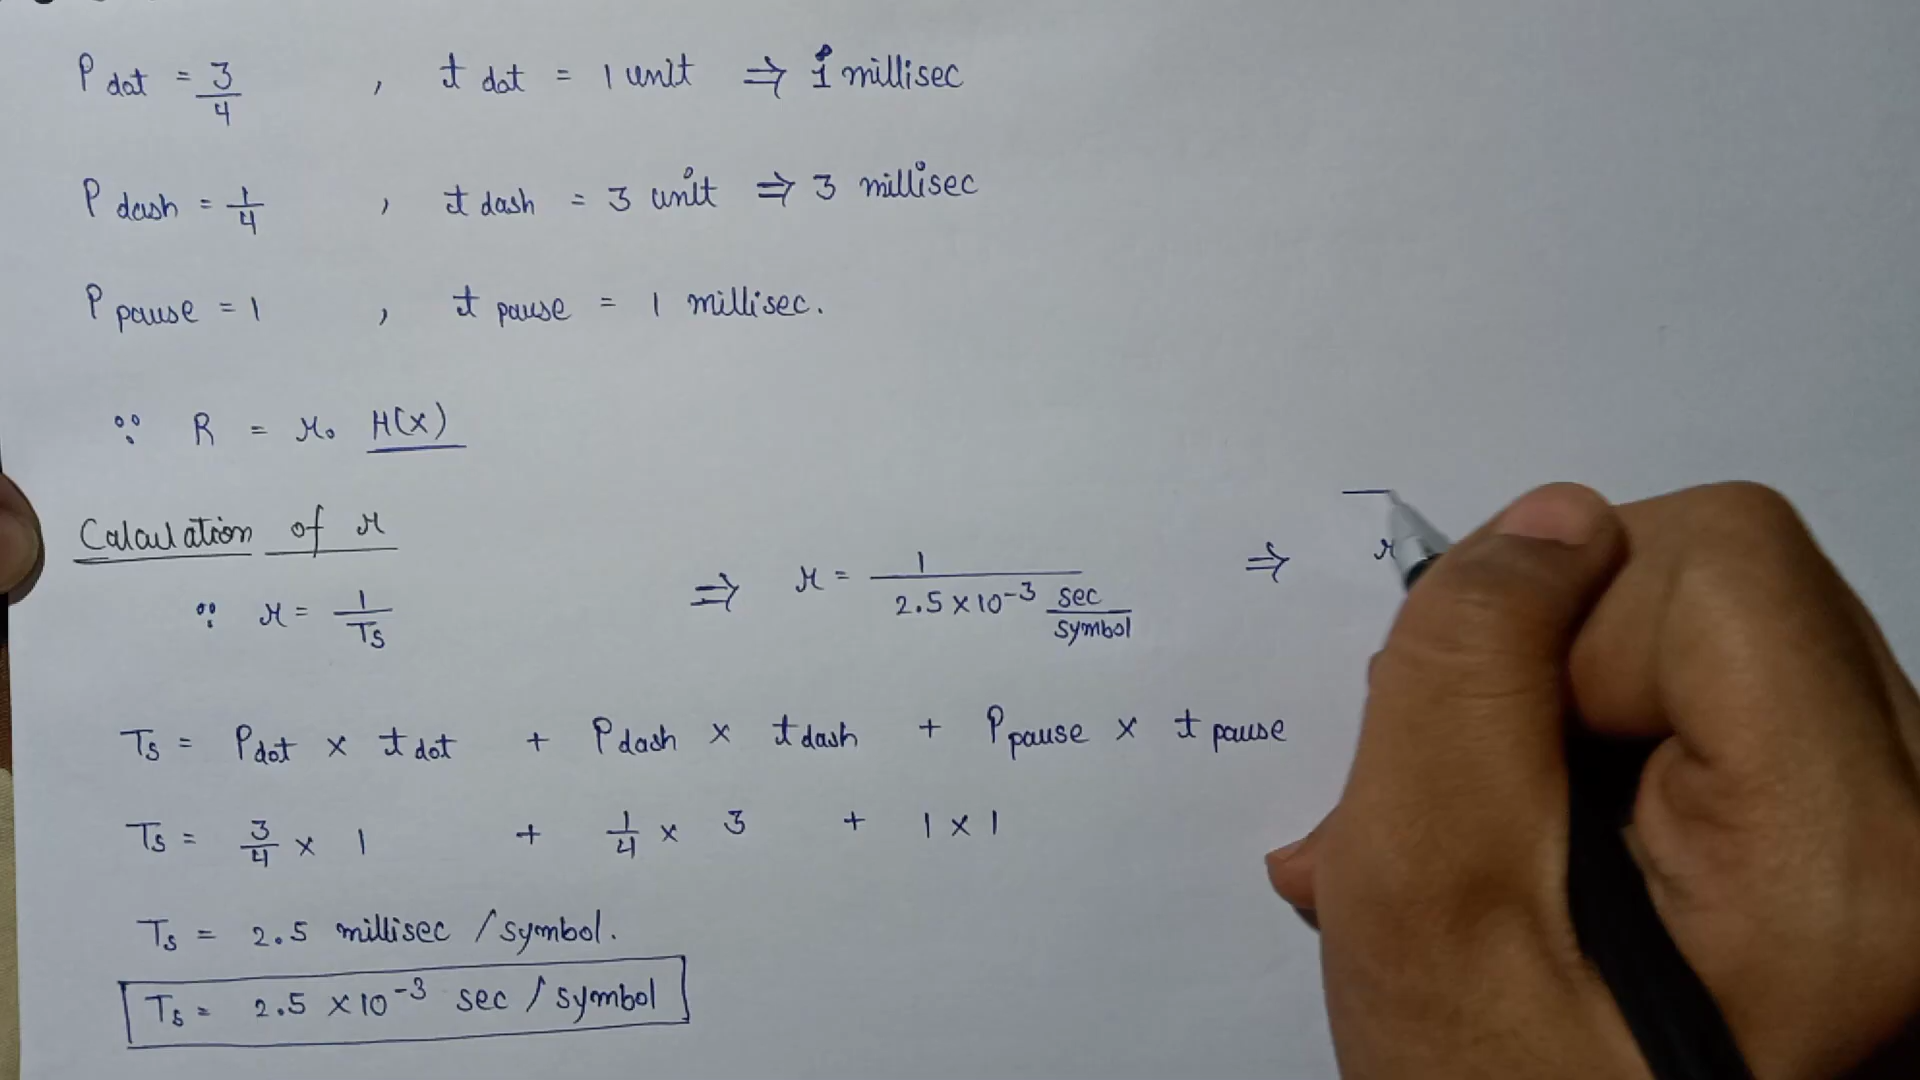 P dot = 3/4 , t dot = 1 unit ⇒ 1 millisec
P dash = 1/4 , t dash = 3 unit ⇒ 3 millisec
P pause = 1 , t pause = 1 millisec.
∵ R = r. H(X)
Calculation of r
∵ r = 1/Ts ⇒ r = 1/(2.5 × 10⁻³ sec/symbol) ⇒ r
Ts = Pdot × t dot + Pdash × t dash + Ppause × t pause
Ts = 3/4 × 1 + 1/4 × 3 + 1 × 1
Ts = 2.5 millisec / symbol.
Ts = 2.5 × 10⁻³ sec / symbol